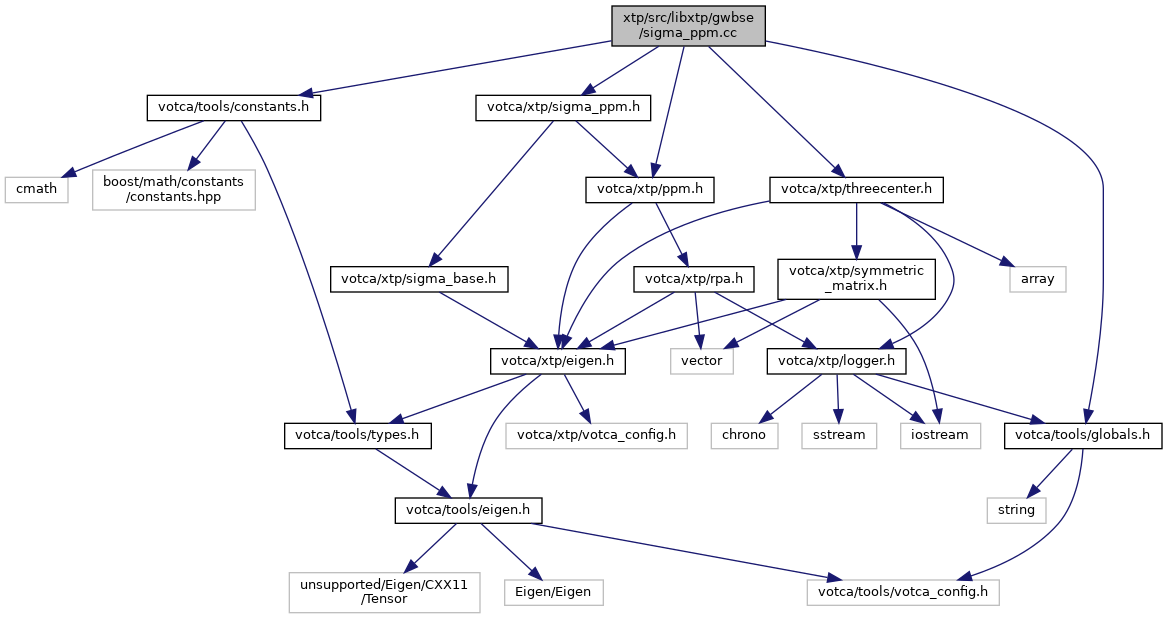 xtp/src/libxtp/gwbse
/sigma_ppm.cc
votca/tools/constants.h
votca/xtp/sigma_ppm.h
cmath
boost/math/constants
/constants.hpp
votca/xtp/ppm.h
votca/xtp/threecenter.h
votca/xtp/sigma_base.h
votca/xtp/rpa.h
votca/xtp/symmetric
_matrix.h
array
votca/xtp/eigen.h
vector
votca/xtp/logger.h
votca/tools/types.h
votca/xtp/votca_config.h
chrono
sstream
iostream
votca/tools/globals.h
votca/tools/eigen.h
string
unsupported/Eigen/CXX11
/Tensor
Eigen/Eigen
votca/tools/votca_config.h